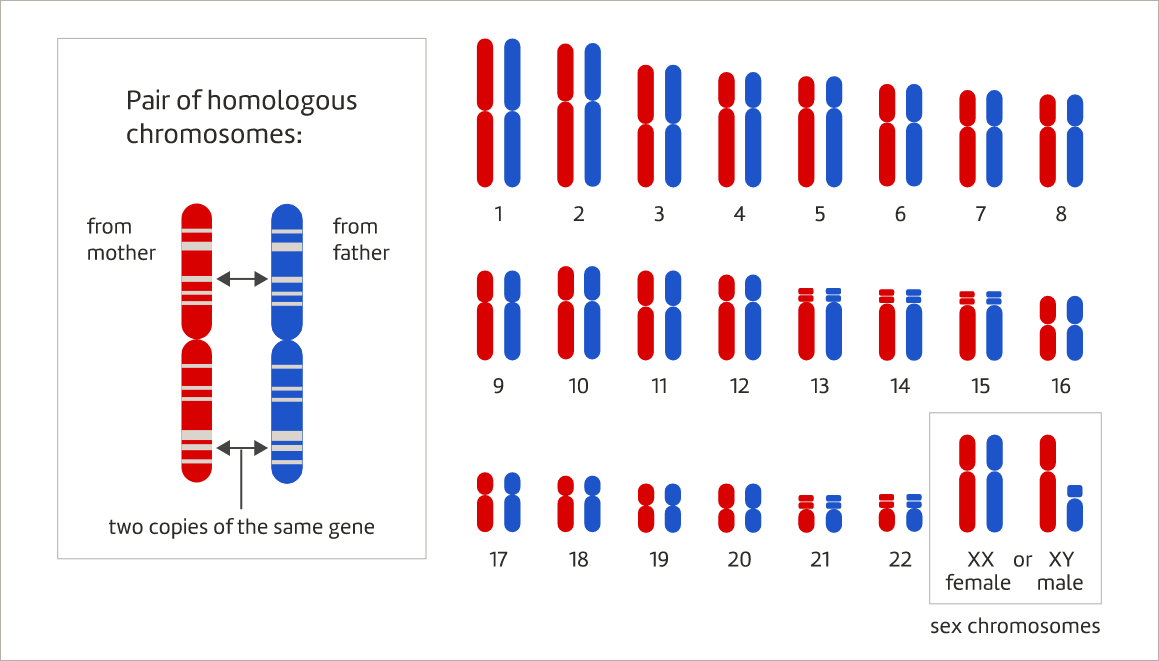 Pair of homologous
chromosomes:
from
mother
from
father
two copies of the same gene
1 2 3 4 5 6 7 8
9 10 11 12 13 14 15 16
17 18 19 20 21 22
XX or XY
female male
sex chromosomes